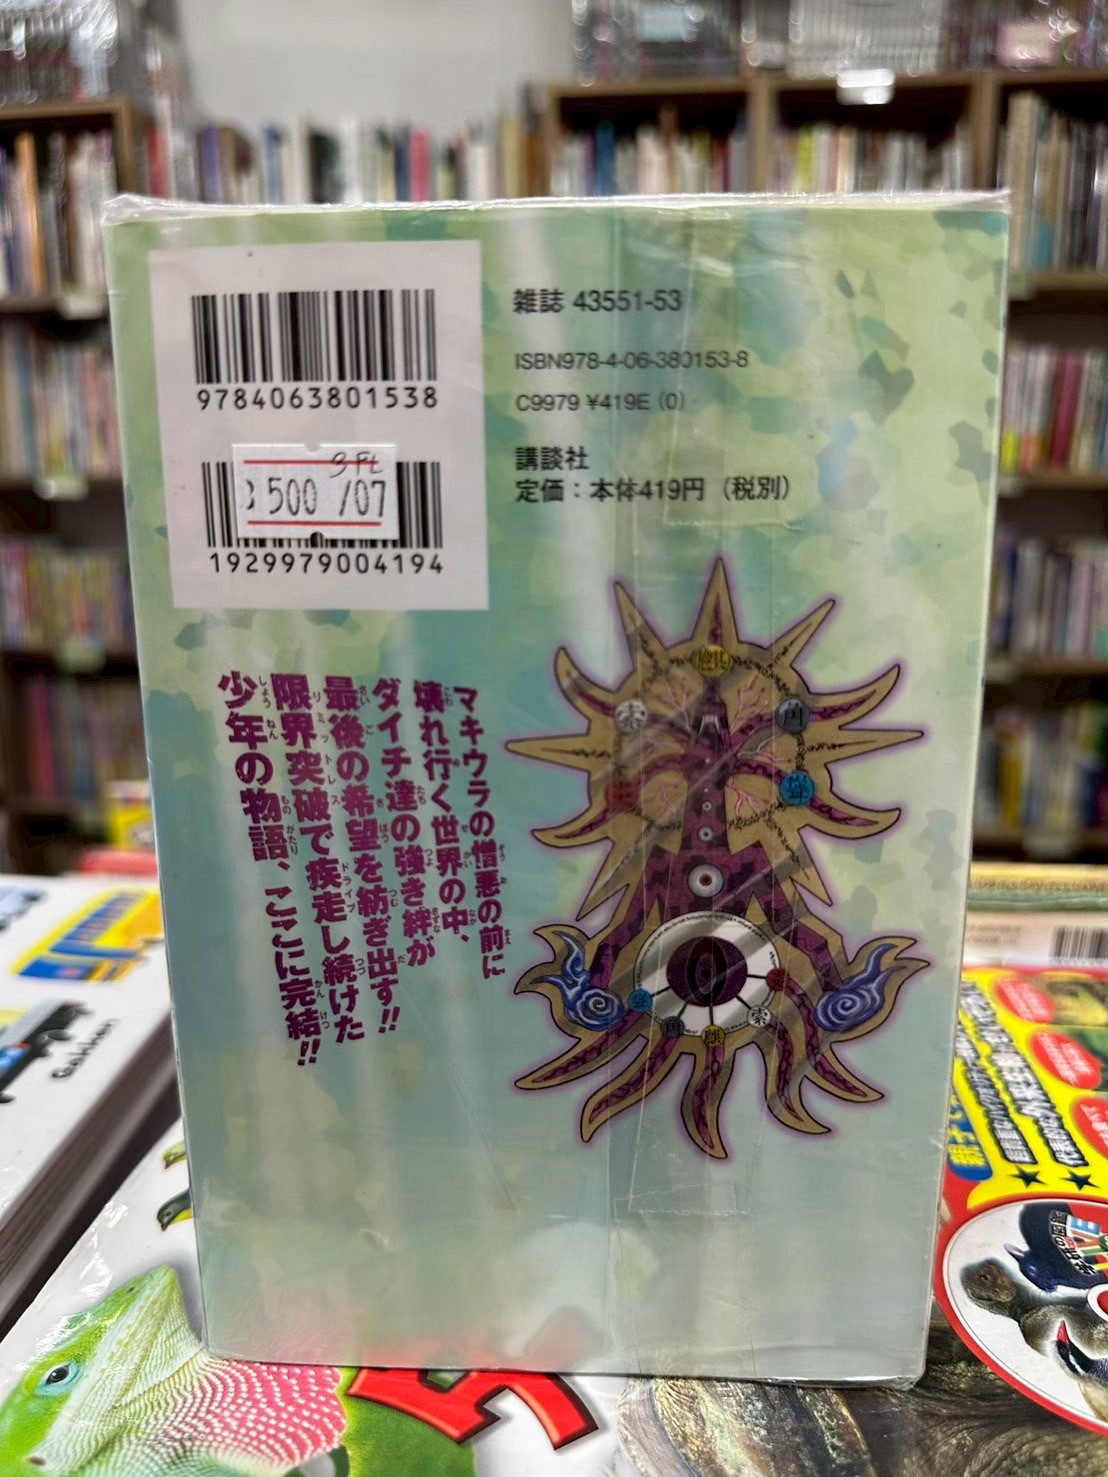 9784063801538
雑誌 43551-53
ISBN978-4-06-380153-8
C9979 ¥419E (0)
講談社
定価：本体419円（税別）
3 FL
500 /07
1929979004194
マキウラの憎悪の前に
壊れ行く世界の中、
ダイチ達の強き絆が
最後の希望を紡ぎ出す!!
限界突破で疾走し続けた
少年の物語、ここに完結!!